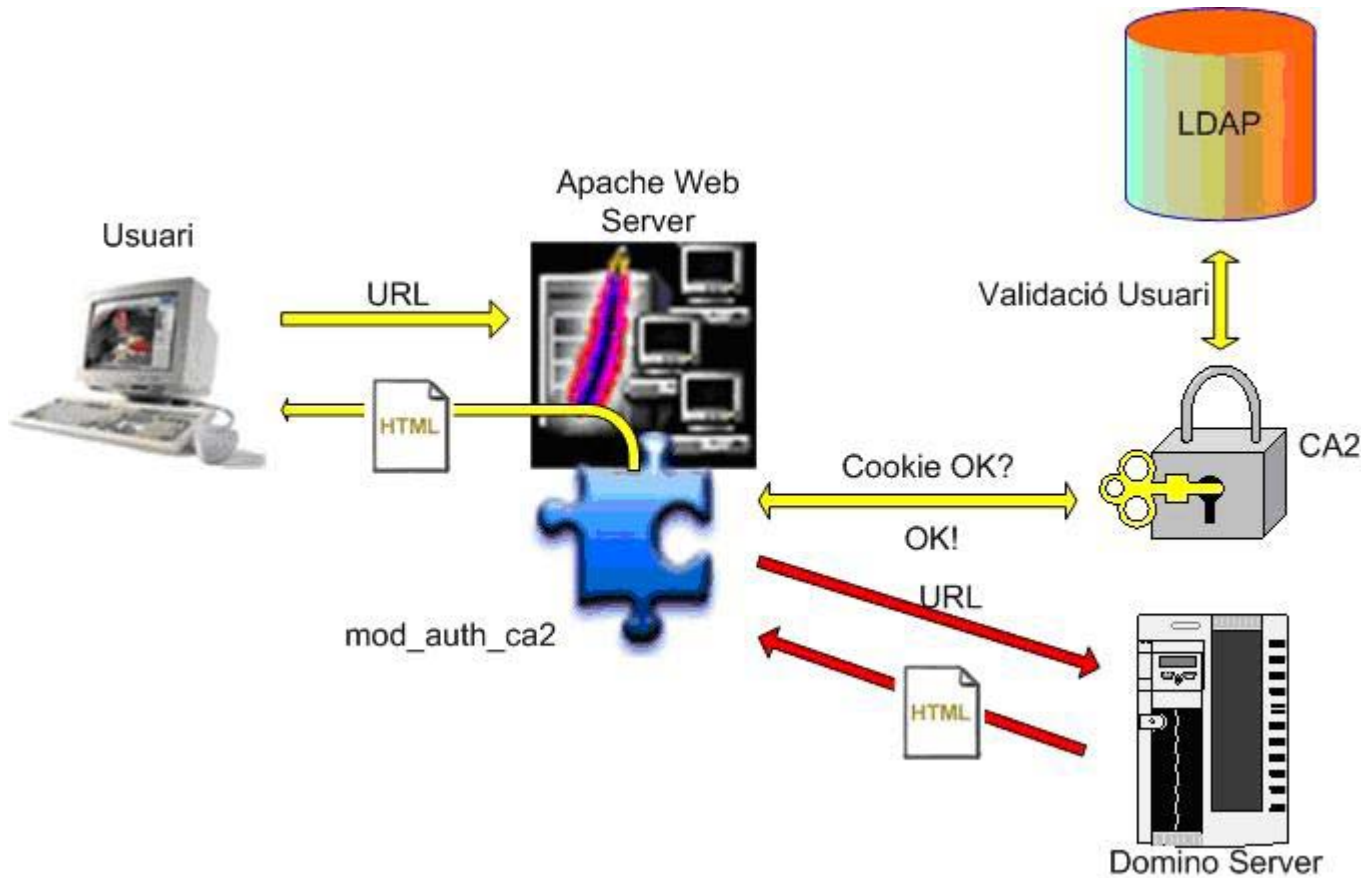 LDAP
Apache Web
Server
Usuari
URL
Validació Usuari
HTML
CA2
Cookie OK?
OK!
URL
mod_auth_ca2
HTML
Domino Server